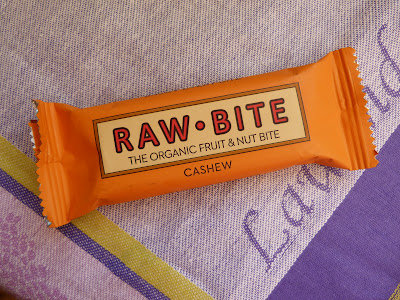 RAW•BITE
THE ORGANIC FRUIT & NUT BITE
CASHEW